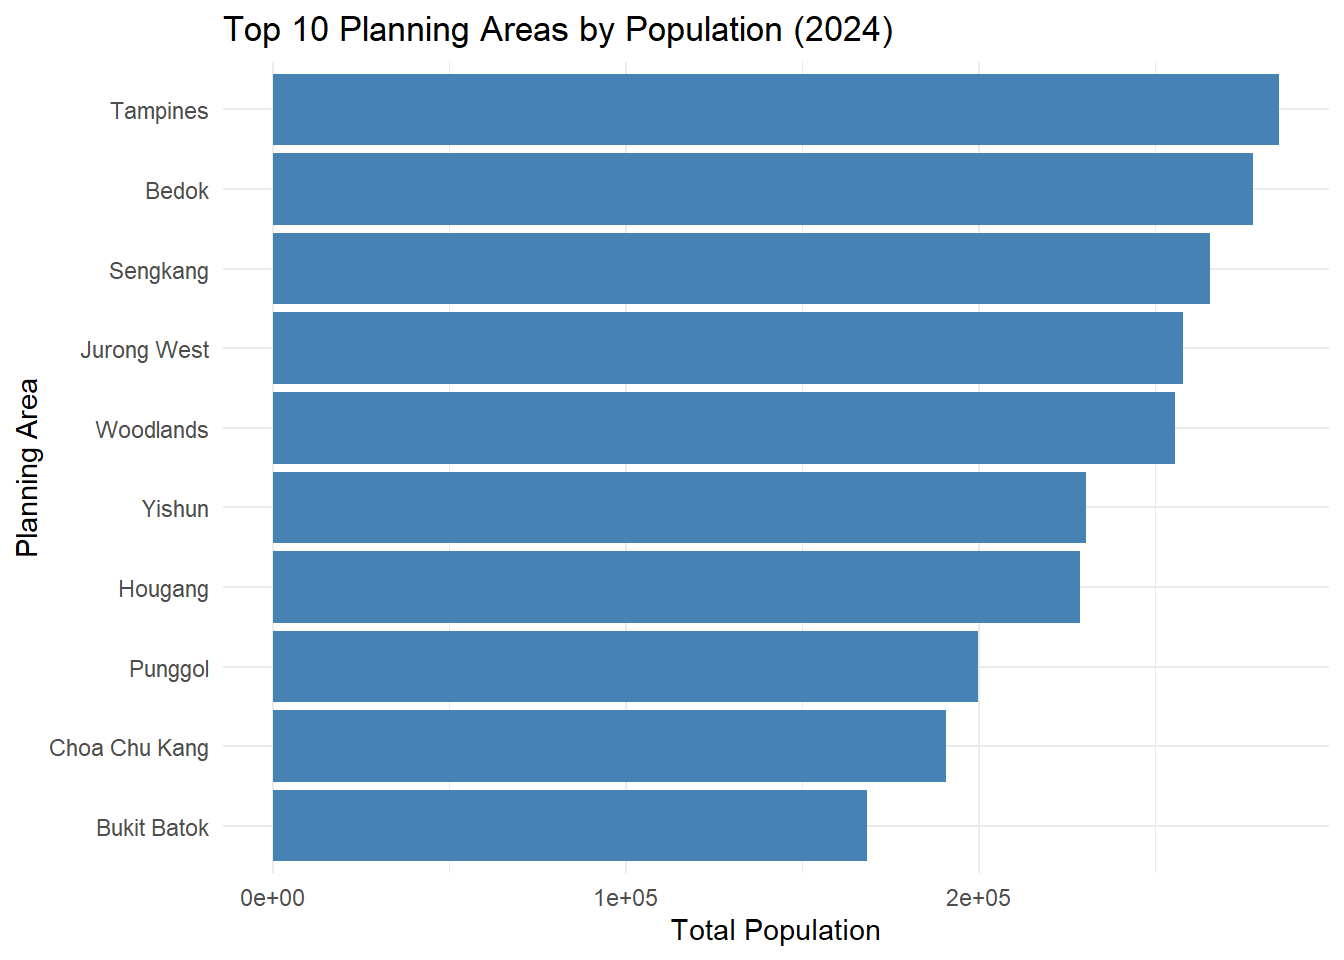 Top 10 Planning Areas by Population (2024)
Planning Area
Tampines
Bedok
Sengkang
Jurong West
Woodlands
Yishun
Hougang
Punggol
Choa Chu Kang
Bukit Batok
0e+00 1e+05 2e+05
Total Population